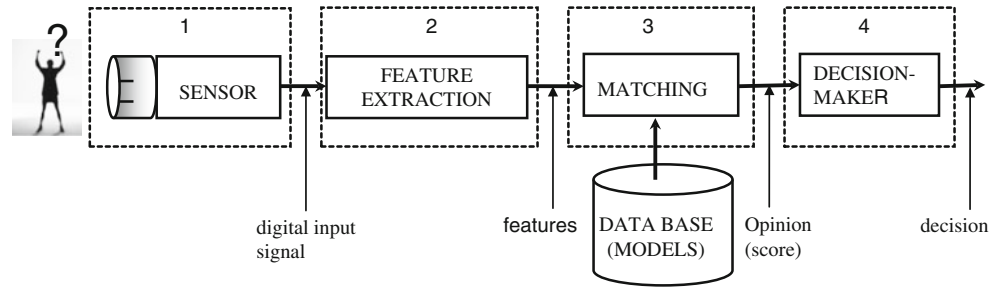 ?
1
2
3
4
SENSOR
FEATURE
EXTRACTION
MATCHING
DECISION-
MAKER
digital input
signal
features
DATA BASE
(MODELS)
Opinion
(score)
decision